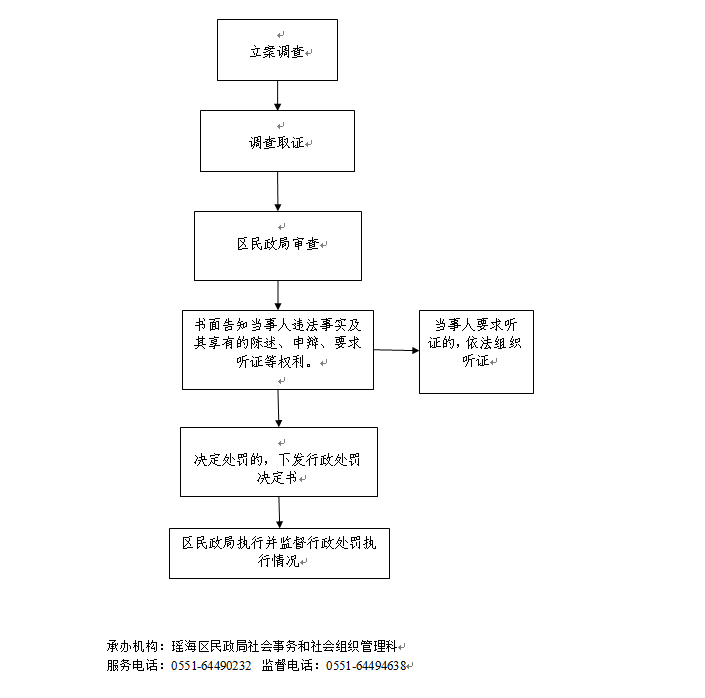 立案调查
调查取证
区民政局审查
书面告知当事人违法事实及
其享有的陈述、申辩、要求
听证等权利。
当事人要求听
证的，依法组织
听证
决定处罚的，下发行政处罚
决定书
区民政局执行并监督行政处罚执
行情况
承办机构：瑶海区民政局社会事务和社会组织管理科
服务电话：0551-64490232 监督电话：0551-64494638